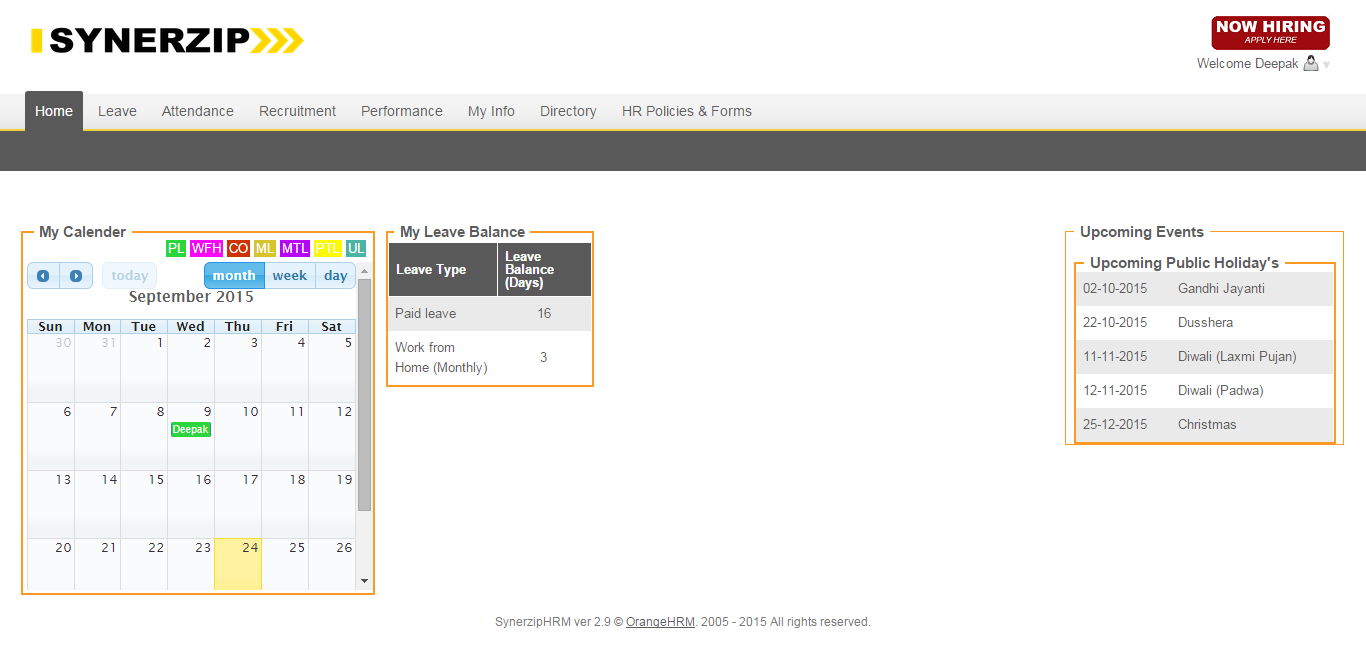 SYNERZIP
NOW HIRING
APPLY HERE
Welcome Deepak
Home Leave Attendance Recruitment Performance My Info Directory HR Policies & Forms
My Calender
PL WFH CO ML MTL PTL UL
today month week day
September 2015
Sun Mon Tue Wed Thu Fri Sat
30 31 1 2 3 4 5
6 7 8 9 10 11 12
Deepak
13 14 15 16 17 18 19
20 21 22 23 24 25 26
My Leave Balance
Leave Type
Leave
Balance
(Days)
Paid leave 16
Work from
Home (Monthly)
3
Upcoming Events
Upcoming Public Holiday's
02-10-2015 Gandhi Jayanti
22-10-2015 Dusshera
11-11-2015 Diwali (Laxmi Pujan)
12-11-2015 Diwali (Padwa)
25-12-2015 Christmas
SynerzipHRM ver 2.9 © OrangeHRM. 2005 - 2015 All rights reserved.